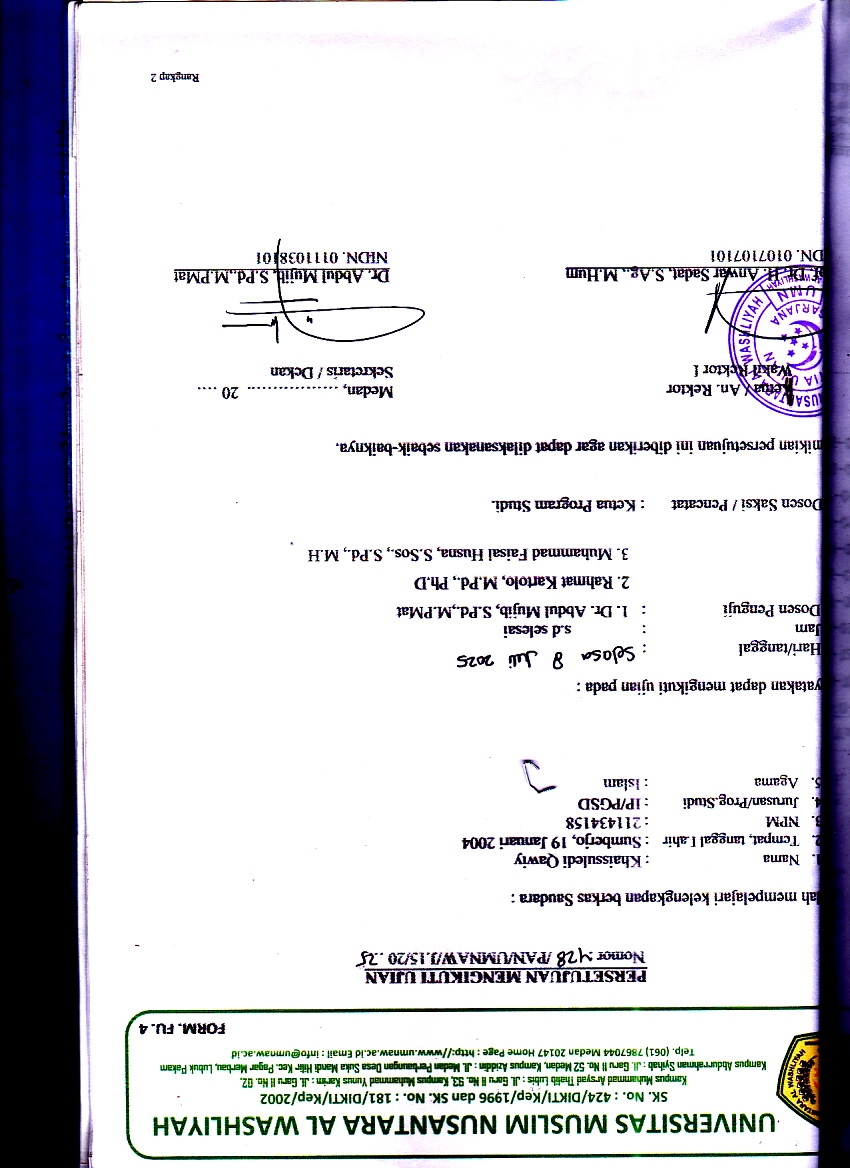 UNIVERSITAS MUSLIM NUSANTARA AL WASHLIYAH
SK. No. : 424/DIKTI/Kep/1996 dan SK. No. : 181/DIKTI/Kep/2002
Kampus Muhammad Arsyad Thalib Lubis : Jl. Garu II No. 93, Kampus Muhammad Yunus Karim : Jl. Garu II No. 02,
Kampus Abdurrahman Syihab : Jl. Garu II No. 52 Medan, Kampus Aziddin : Jl. Medan Perbaungan Desa Suka Mandi Hilir Kec. Pagar Merbau, Lubuk Pakam
Telp. (061) 7867044 Medan 20147 Home Page : http://www.umnaw.ac.id Email : info@umnaw.ac.id
FORM. FU. 4
PERSETUJUAN MENGIKUTI UJIAN
Nomor 428 /PAN/UMNAW/J.15/20 ..25
lah mempelajari kelengkapan berkas Saudara :
1. Nama : Khaissuledi Qawiy
2. Tempat, tanggal Lahir : Sumberjo, 19 Januari 2004
3. NPM : 211434158
4. Jurusan/Prog.Studi : IP/PGSD
5. Agama : Islam
yatakan dapat mengikuti ujian pada :
Hari/tanggal : Selasa 8 Juli 2025
Jam : s.d selesai
Dosen Penguji : 1. Dr. Abdul Mujib, S.Pd.,M.PMat
2. Rahmat Kartolo, M.Pd., Ph.D
3. Muhammad Faisal Husna, S.Sos., S.Pd., M.H
Dosen Saksi / Pencatat : Ketua Program Studi.
mikian persetujuan ini diberikan agar dapat dilaksanakan sebaik-baiknya.
Medan, .................. 20 ....
Ketua / An. Rektor
Wakil Rektor I
Sekretaris / Dekan
Dr. H. Anwar Sadat, S.Ag., M.Hum
DN. 0107107101
Dr. Abdul Mujib, S.Pd.,M.PMat
NIDN. 0111038101
Rangkap 2